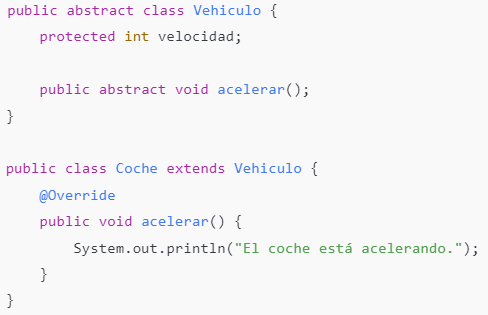 public abstract class Vehiculo {
    protected int velocidad;

    public abstract void acelerar();
}

public class Coche extends Vehiculo {
    @Override
    public void acelerar() {
        System.out.println("El coche está acelerando.");
    }
}